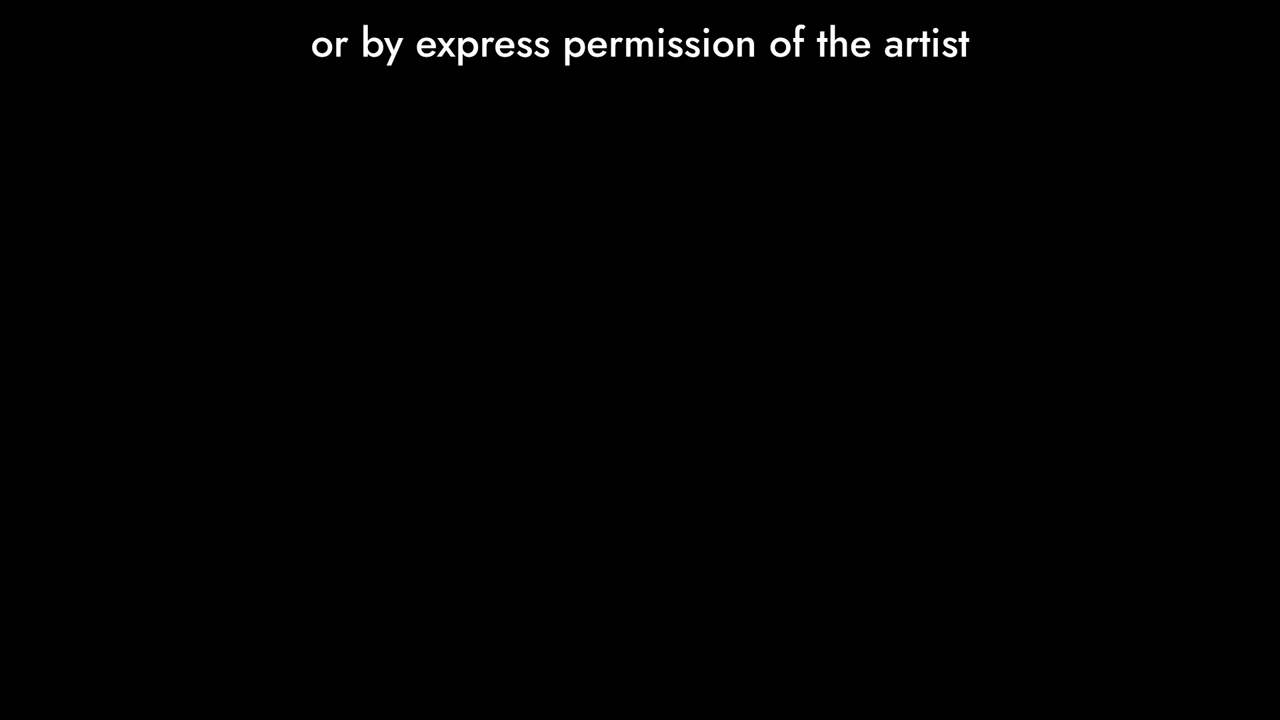 or by express permission of the artist